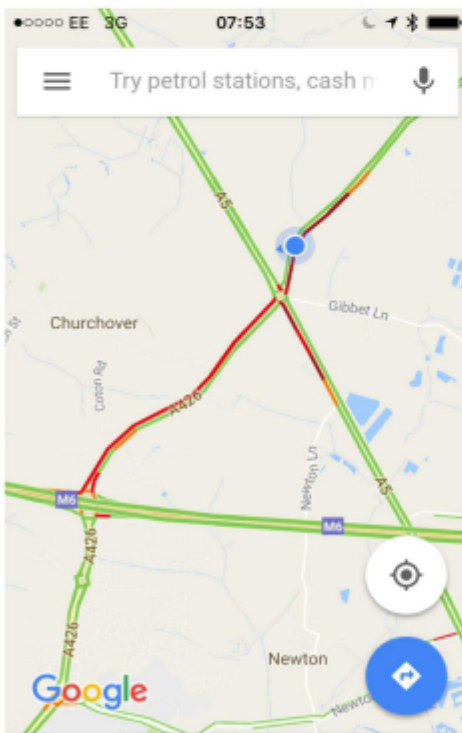 EE 3G 07:53
Try petrol stations, cash
A5
Gibbet Ln
Churchover
Coton Rd
A426
Newton Ln
M6
A5
M6
A426
A426
Newton
Google